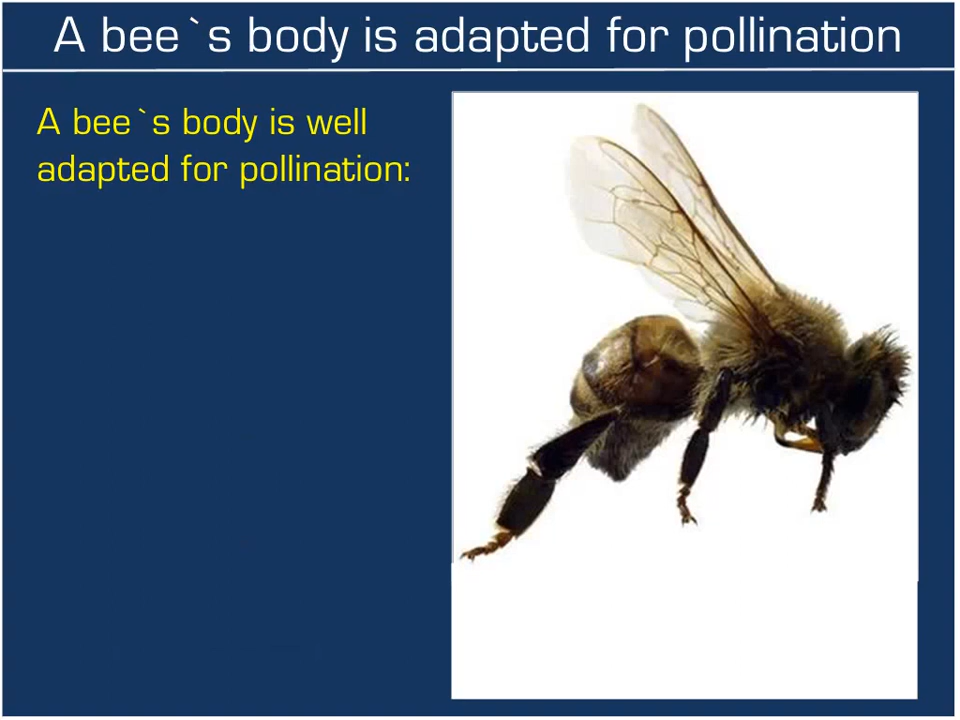 A bee`s body is adapted for pollination
A bee`s body is well
adapted for pollination: